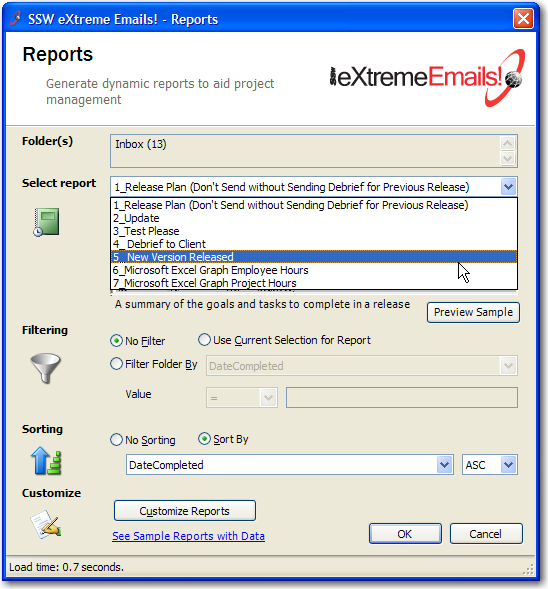 SSW eXtreme Emails! - Reports
Reports
Generate dynamic reports to aid project
management
SSW eXtremeEmails!
Folder(s)
Inbox (13)
Select report
1_Release Plan (Don't Send without Sending Debrief for Previous Release)
1_Release Plan (Don't Send without Sending Debrief for Previous Release)
2_Update
3_Test Please
4_ Debrief to Client
5_ New Version Released
6_Microsoft Excel Graph Employee Hours
7_Microsoft Excel Graph Project Hours
A summary of the goals and tasks to complete in a release
Preview Sample
Filtering
No Filter
Use Current Selection for Report
Filter Folder By
DateCompleted
Value
=
Sorting
No Sorting
Sort By
DateCompleted
ASC
Customize
Customize Reports
See Sample Reports with Data
OK
Cancel
Load time: 0.7 seconds.